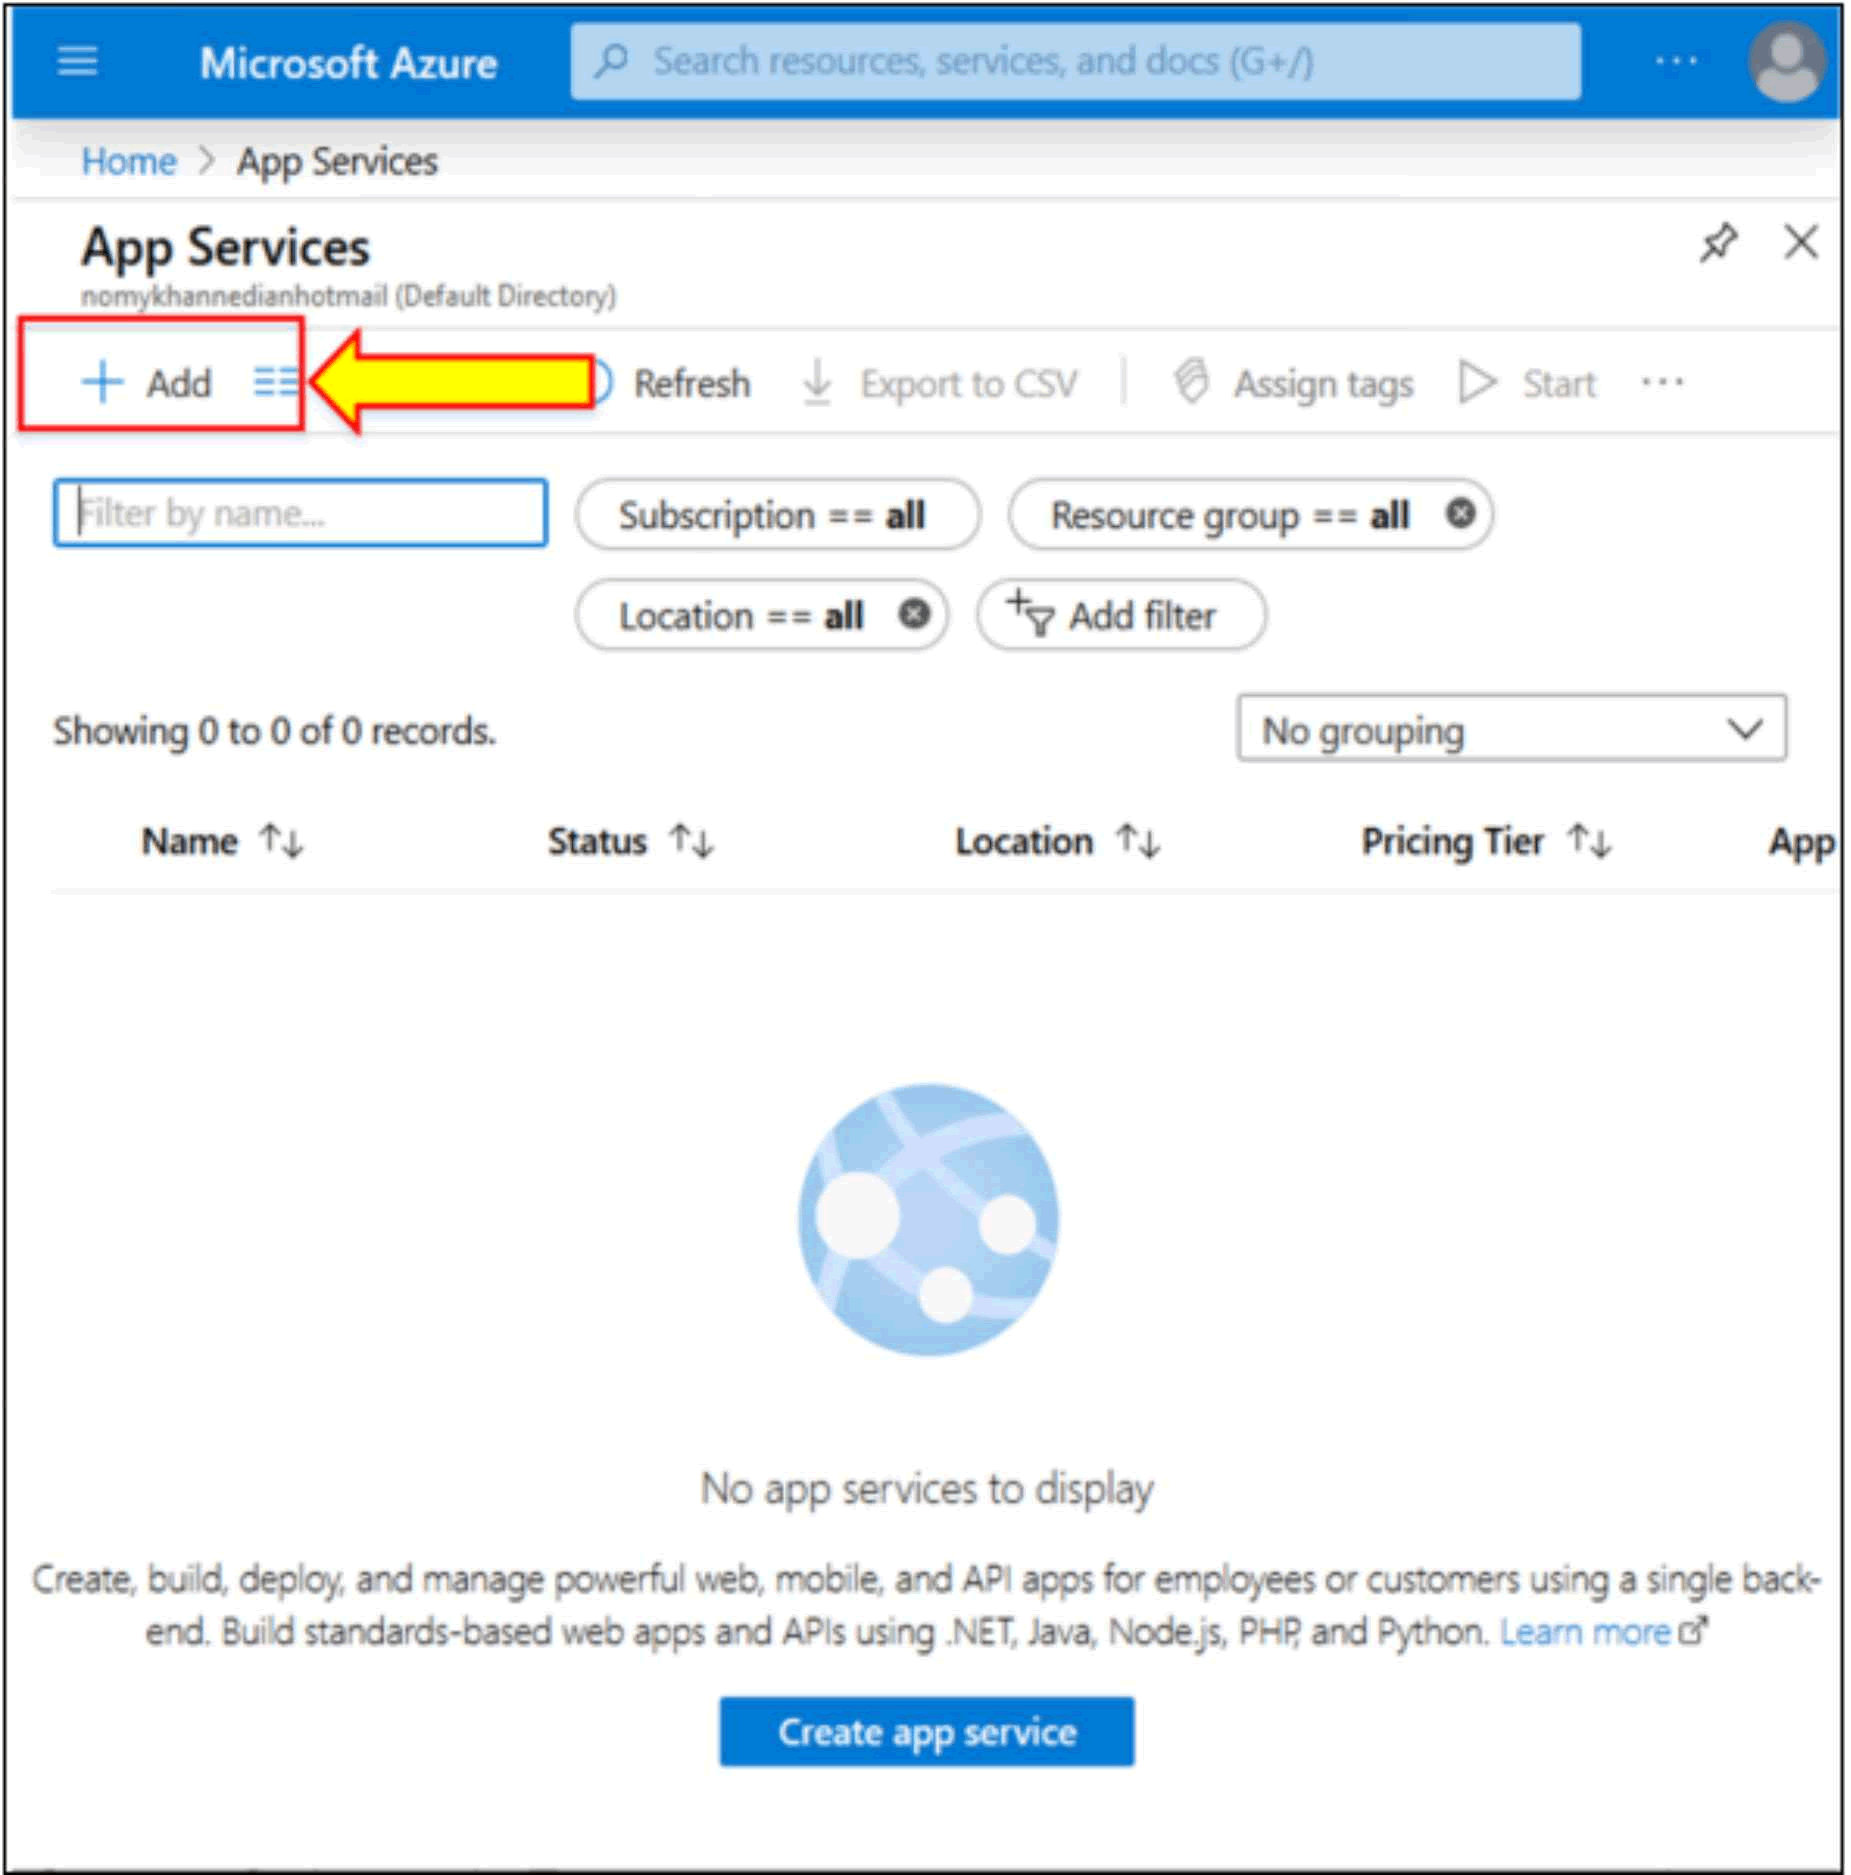 Microsoft Azure
Search resources, services, and docs (G+/)
Home > App Services
App Services
nomykhannedianhotmail (Default Directory)
Add
Refresh
Export to CSV
Assign tags
Start
Filter by name...
Subscription == all
Resource group == all
Location == all
Add filter
Showing 0 to 0 of 0 records.
No grouping
Name
Status
Location
Pricing Tier
App
No app services to display
Create, build, deploy, and manage powerful web, mobile, and API apps for employees or customers using a single back-
end. Build standards-based web apps and APIs using .NET, Java, Node.js, PHP, and Python. Learn more
Create app service